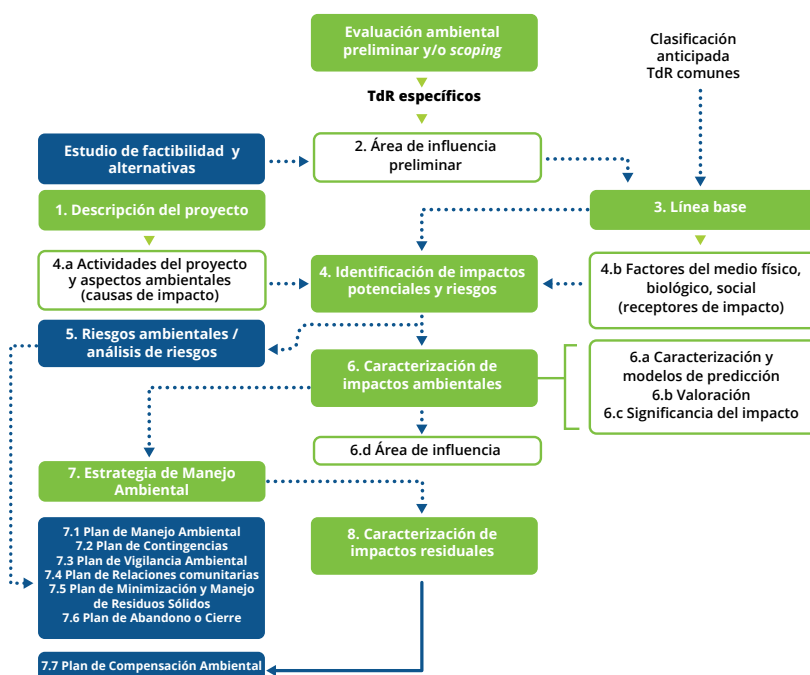 Evaluación ambiental
preliminar y/o scoping
Clasificación
anticipada
TdR comunes
TdR específicos
Estudio de factibilidad y
alternativas
2. Área de influencia
preliminar
1. Descripción del proyecto
3. Línea base
4.a Actividades del proyecto
y aspectos ambientales
(causas de impacto)
4. Identificación de impactos
potenciales y riesgos
4.b Factores del medio físico,
biológico, social
(receptores de impacto)
5. Riesgos ambientales /
análisis de riesgos
6. Caracterización de
impactos ambientales
6.a Caracterización y
modelos de predicción
6.b Valoración
6.c Significancia del impacto
6.d Área de influencia
7. Estrategia de Manejo
Ambiental
7.1 Plan de Manejo Ambiental
7.2 Plan de Contingencias
7.3 Plan de Vigilancia Ambiental
7.4 Plan de Relaciones comunitarias
7.5 Plan de Minimización y Manejo
de Residuos Sólidos
7.6 Plan de Abandono o Cierre
8. Caracterización de
impactos residuales
7.7 Plan de Compensación Ambiental